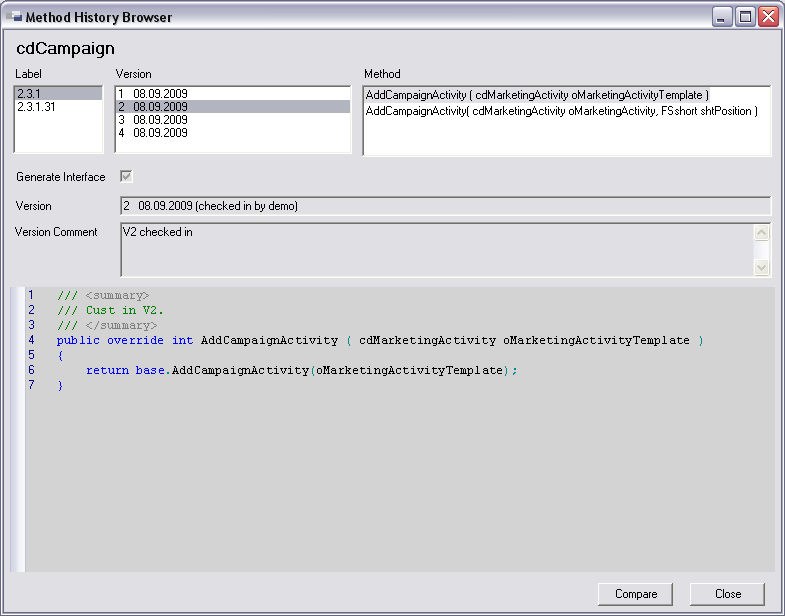 Method History Browser
cdCampaign
Label
Version
Method
2.3.1
2.3.1.31
1 08.09.2009
2 08.09.2009
3 08.09.2009
4 08.09.2009
AddCampaignActivity ( cdMarketingActivity oMarketingActivityTemplate )
AddCampaignActivity( cdMarketingActivity oMarketingActivity, FSshort shtPosition )
Generate Interface
Version
2 08.09.2009 (checked in by demo)
Version Comment
V2 checked in
1 /// <summary>
2 /// Cust in V2.
3 /// </summary>
4 public override int AddCampaignActivity ( cdMarketingActivity oMarketingActivityTemplate )
5 {
6 return base.AddCampaignActivity(oMarketingActivityTemplate);
7 }
Compare
Close